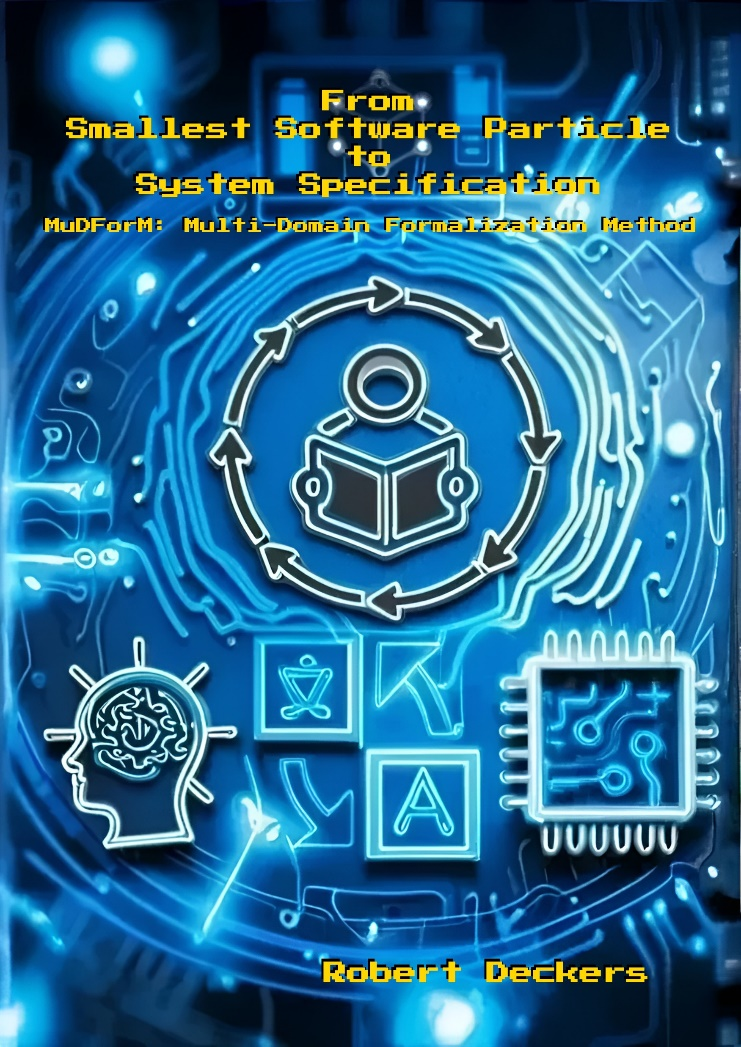 From
Smallest Software Particle
to
System Specification
MuDForM: Multi-Domain Formalization Method
A
Robert Deckers